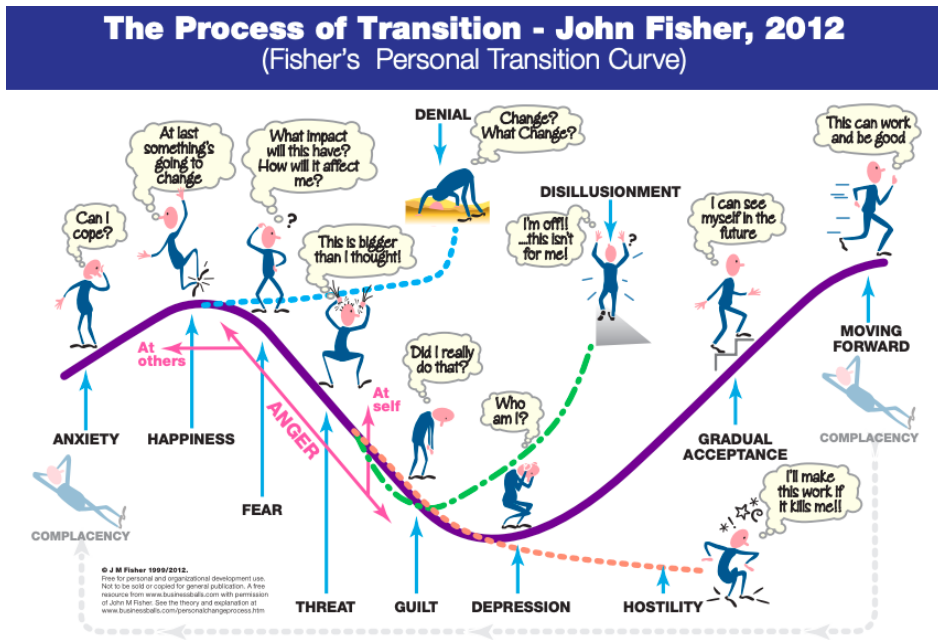 The Process of Transition - John Fisher, 2012
(Fisher's Personal Transition Curve)
DENIAL
Change?
What Change?
At last
something's
going to
change
What impact
will this have?
How will it affect
me?
This can work
and be good
DISILLUSIONMENT
Can I
cope?
?
I'm off!!
...this isn't
for me!
?
I can see
myself in the
future
This is bigger
than I thought!
At
others
Did I really
do that?
MOVING
FORWARD
At
self
Who
am I?
ANGER
ANXIETY
HAPPINESS
GRADUAL
ACCEPTANCE
COMPLACENCY
FEAR
I'll make
this work if
it kills me!!
*!
COMPLACENCY
© J M Fisher 1999/2012.
Free for personal and organizational development use.
Not to be sold or copied for general publication. A free
resource from www.businessballs.com with permission
of John M Fisher. See the theory and explanation at
www.businessballs.com/personalchangeprocess.htm
THREAT
GUILT
DEPRESSION
HOSTILITY